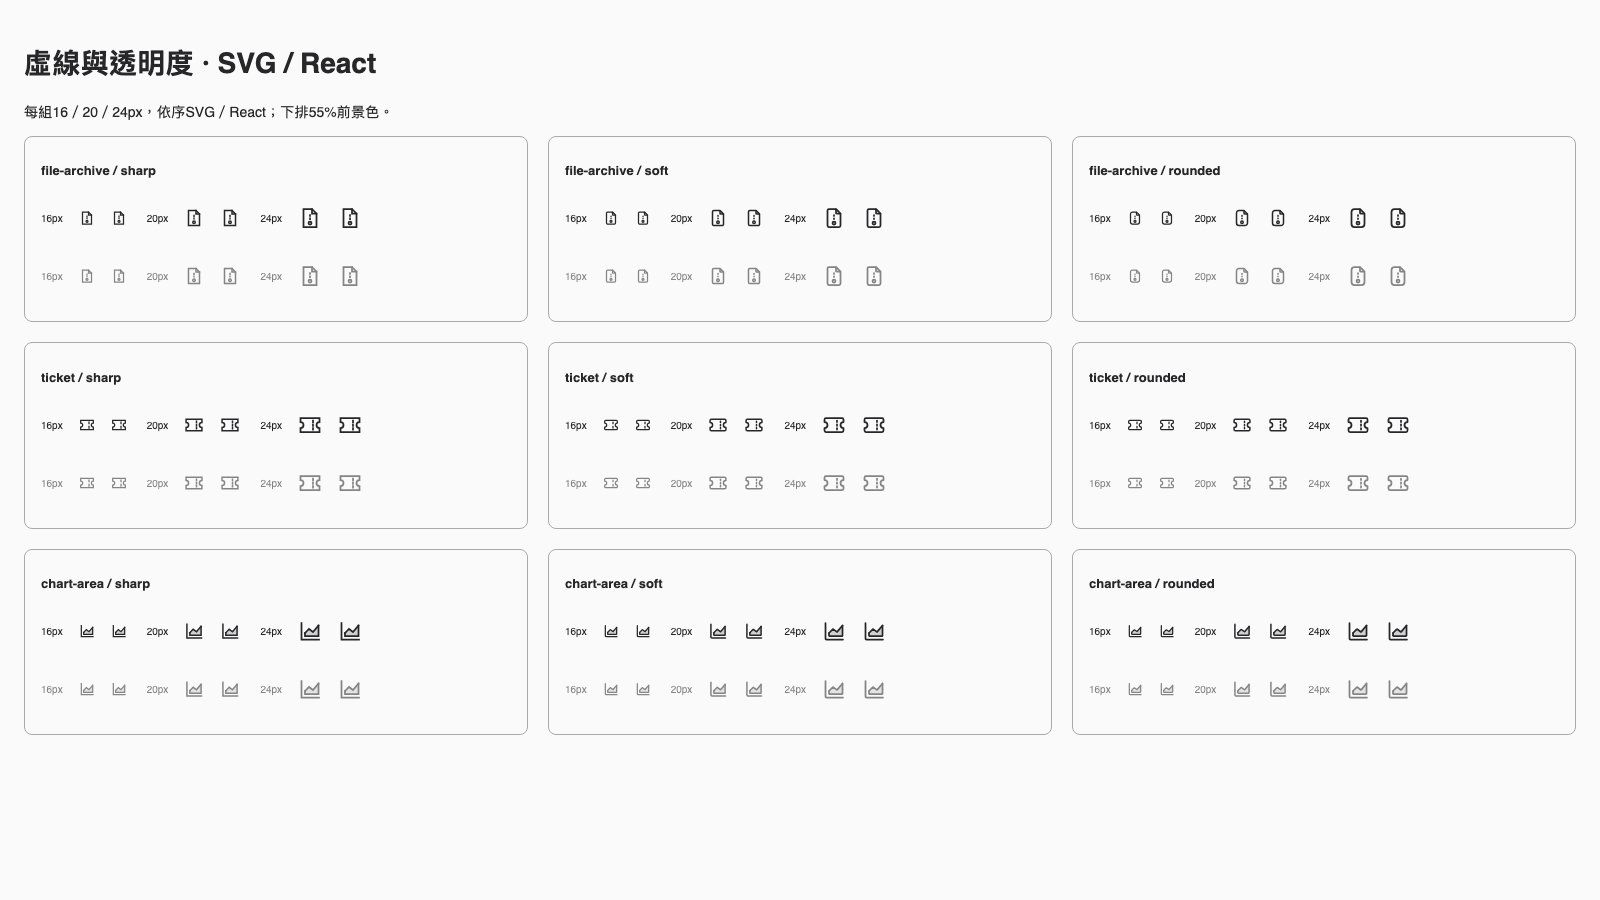 虛線與透明度 · SVG / React
每組16 / 20 / 24px，依序SVG / React；下排55%前景色。
file-archive / sharp
16px 20px 24px
16px 20px 24px
file-archive / soft
16px 20px 24px
16px 20px 24px
file-archive / rounded
16px 20px 24px
16px 20px 24px
ticket / sharp
16px 20px 24px
16px 20px 24px
ticket / soft
16px 20px 24px
16px 20px 24px
ticket / rounded
16px 20px 24px
16px 20px 24px
chart-area / sharp
16px 20px 24px
16px 20px 24px
chart-area / soft
16px 20px 24px
16px 20px 24px
chart-area / rounded
16px 20px 24px
16px 20px 24px